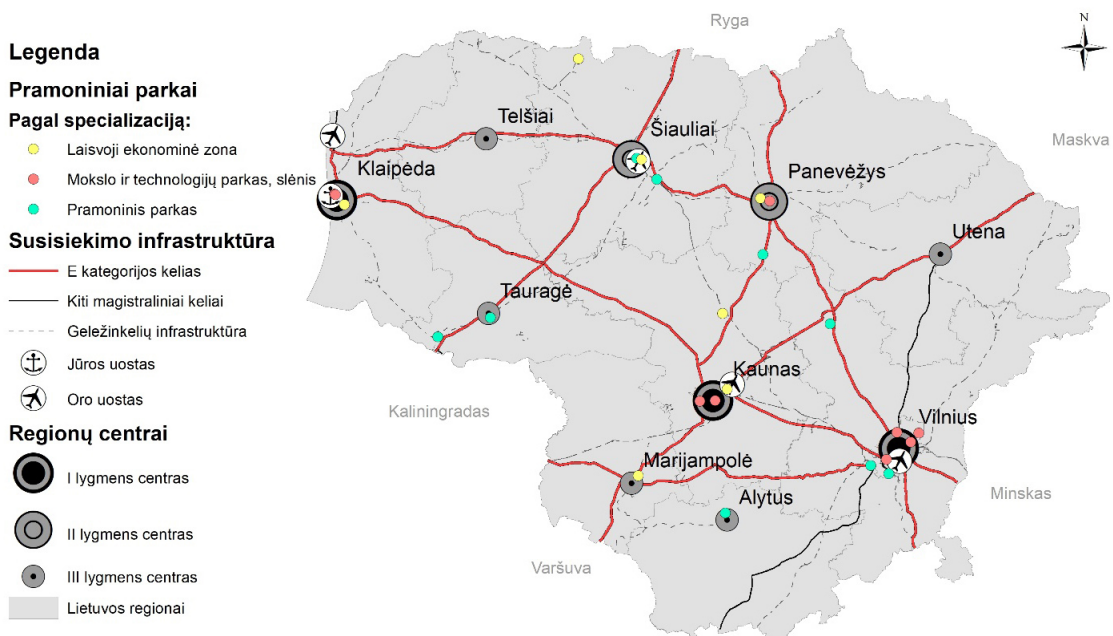 Legenda
Pramoniniai parkai
Pagal specializaciją:
Laisvoji ekonominė zona
Mokslo ir technologijų parkas, slėnis
Pramoninis parkas
Susisiekimo infrastruktūra
E kategorijos kelias
Kiti magistraliniai keliai
Geležinkelių infrastruktūra
Jūros uostas
Oro uostas
Regionų centrai
I lygmens centras
II lygmens centras
III lygmens centras
Lietuvos regionai
Ryga
N
Telšiai
Šiauliai
Maskva
Klaipėda
Panevėžys
Utena
Tauragė
Kaunas
Kaliningradas
Vilnius
Marijampolė
Alytus
Minskas
Varšuva